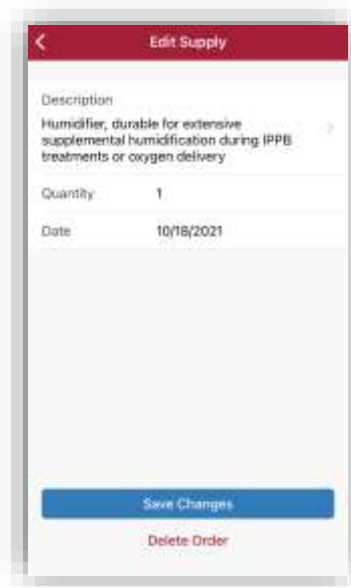 Edit Supply
Description
Humidifier, durable for extensive
supplemental humidification during IPPB
treatments or oxygen delivery
Quantity 1
Date 10/18/2021
Save Changes
Delete Order